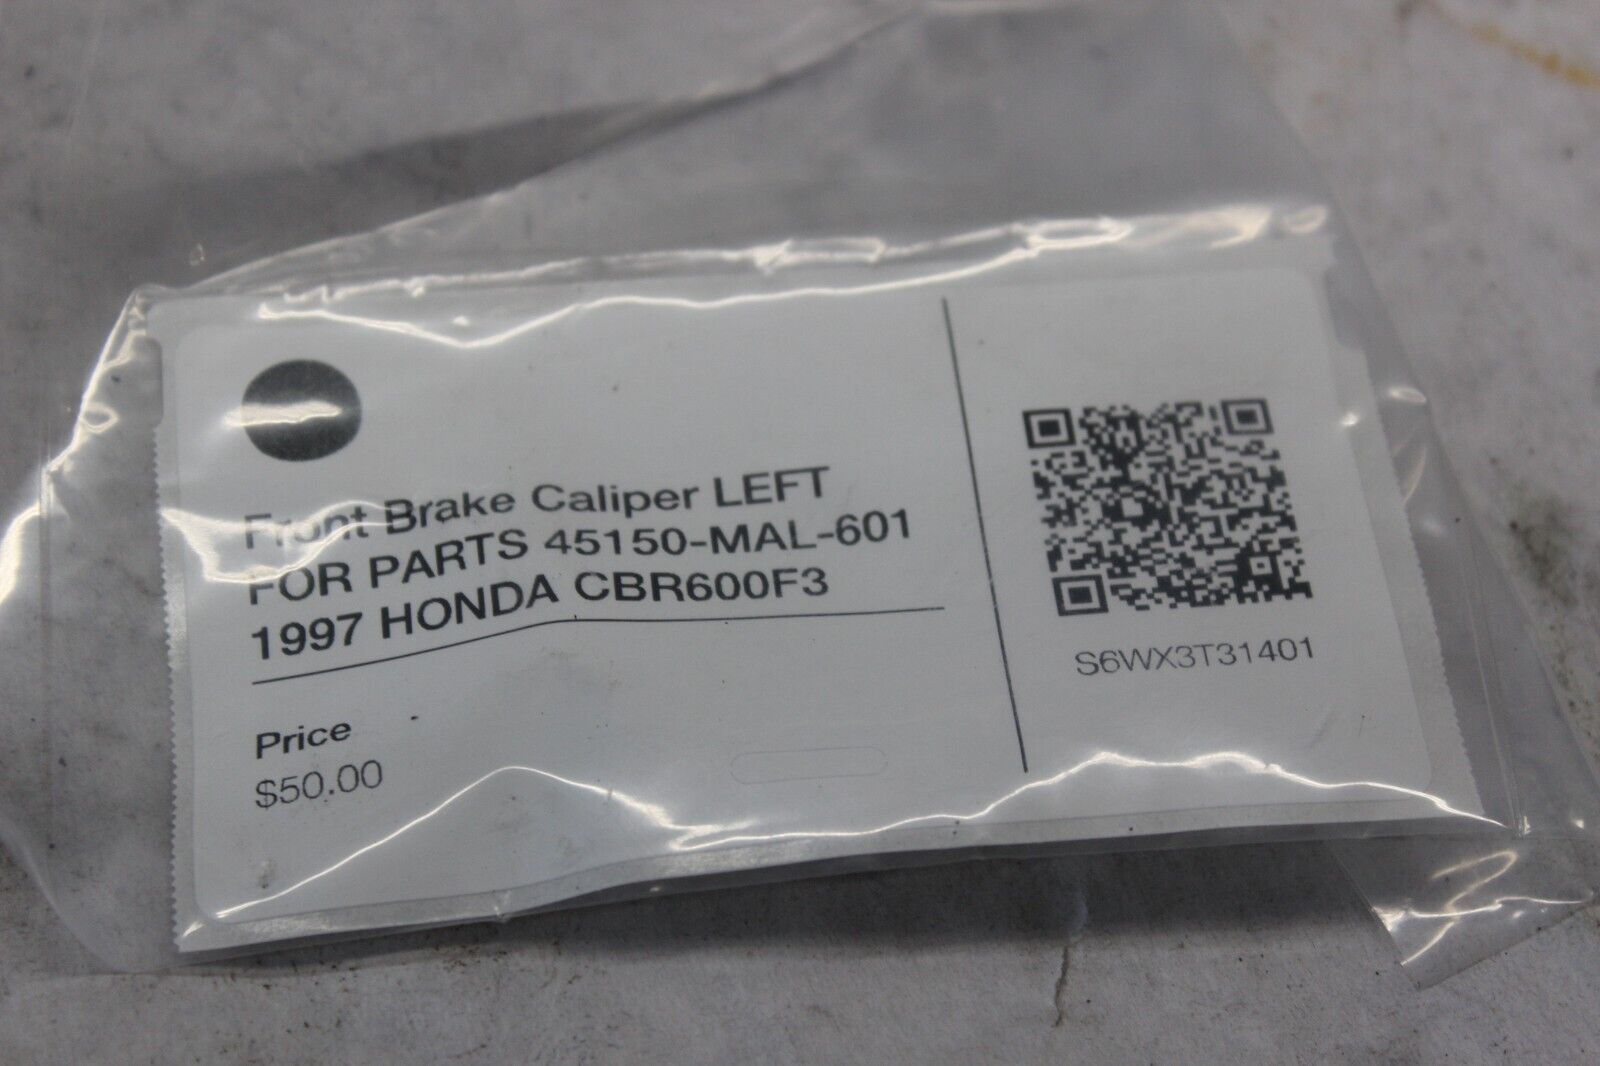 Front Brake Caliper LEFT
FOR PARTS 45150-MAL-601
1997 HONDA CBR600F3
Price
$50.00
S6WX3T31401